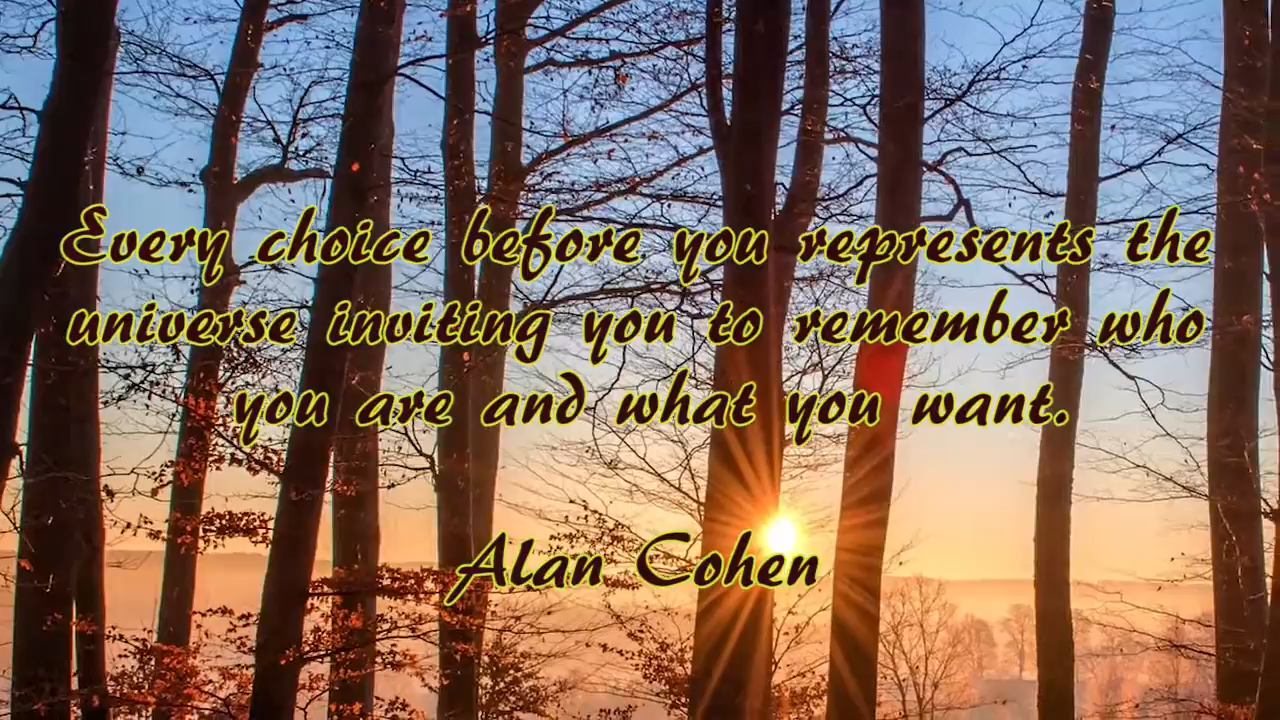 Every choice before you represents the
universe inviting you to remember who
you are and what you want.
Alan Cohen